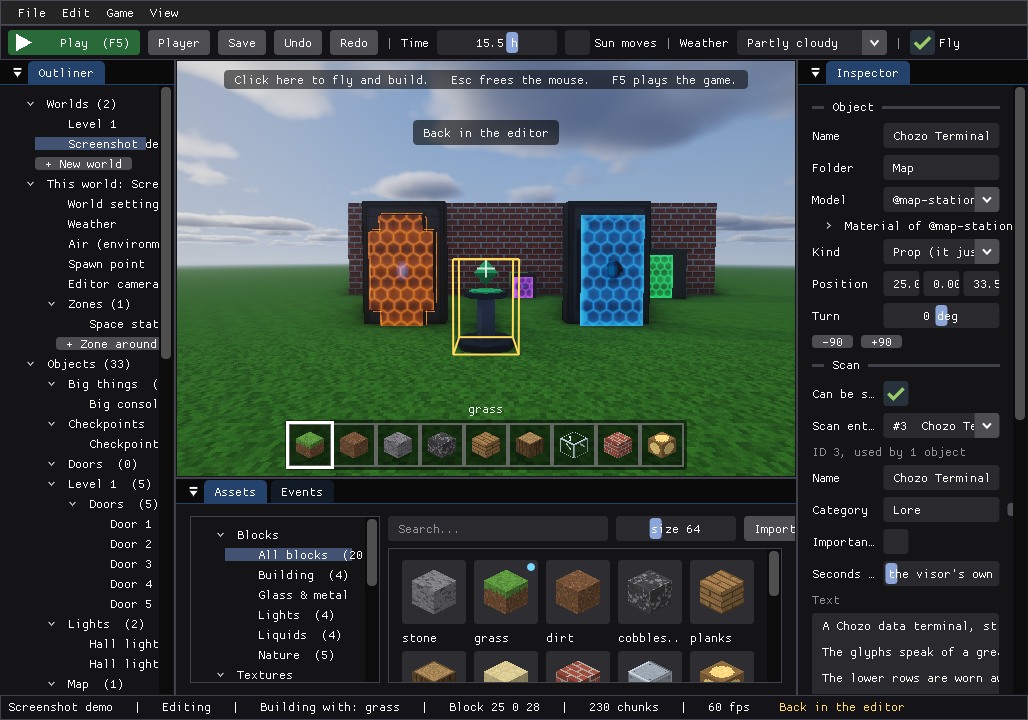 File Edit Game View
Play (F5) Player Save Undo Redo | Time 15.5 h Sun moves | Weather Partly cloudy | Fly
Outliner
Worlds (2)
Level 1
Screenshot de
+ New world
This world: Scre
World setting
Weather
Air (environm
Spawn point
Editor camera
Zones (1)
Space stat
+ Zone around
Objects (33)
Big things (
Big consol
Checkpoints
Checkpoint
Doors (0)
Level 1 (5)
Doors (5)
Door 1
Door 2
Door 3
Door 4
Door 5
Lights (2)
Hall light
Hall light
Map (1)
Click here to fly and build. Esc frees the mouse. F5 plays the game.
Back in the editor
grass
Assets Events
Blocks
All blocks (20
Building (4)
Glass & metal
Lights (4)
Liquids (4)
Nature (5)
Textures
Search... size 64 Import
stone grass dirt cobbles.. planks
Inspector
Object
Name Chozo Terminal
Folder Map
Model @map-station
Material of @map-station
Kind Prop (it jus
Position 25.0 0.00 33.5
Turn 0 deg
-90 +90
Scan
Can be s…
Scan ent… #3 Chozo Te
ID 3, used by 1 object
Name Chozo Terminal
Category Lore
Importan…
Seconds … the visor's own
Text
A Chozo data terminal, st
The glyphs speak of a grea
The lower rows are worn aw
Screenshot demo | Editing | Building with: grass | Block 25 0 28 | 230 chunks | 60 fps Back in the editor